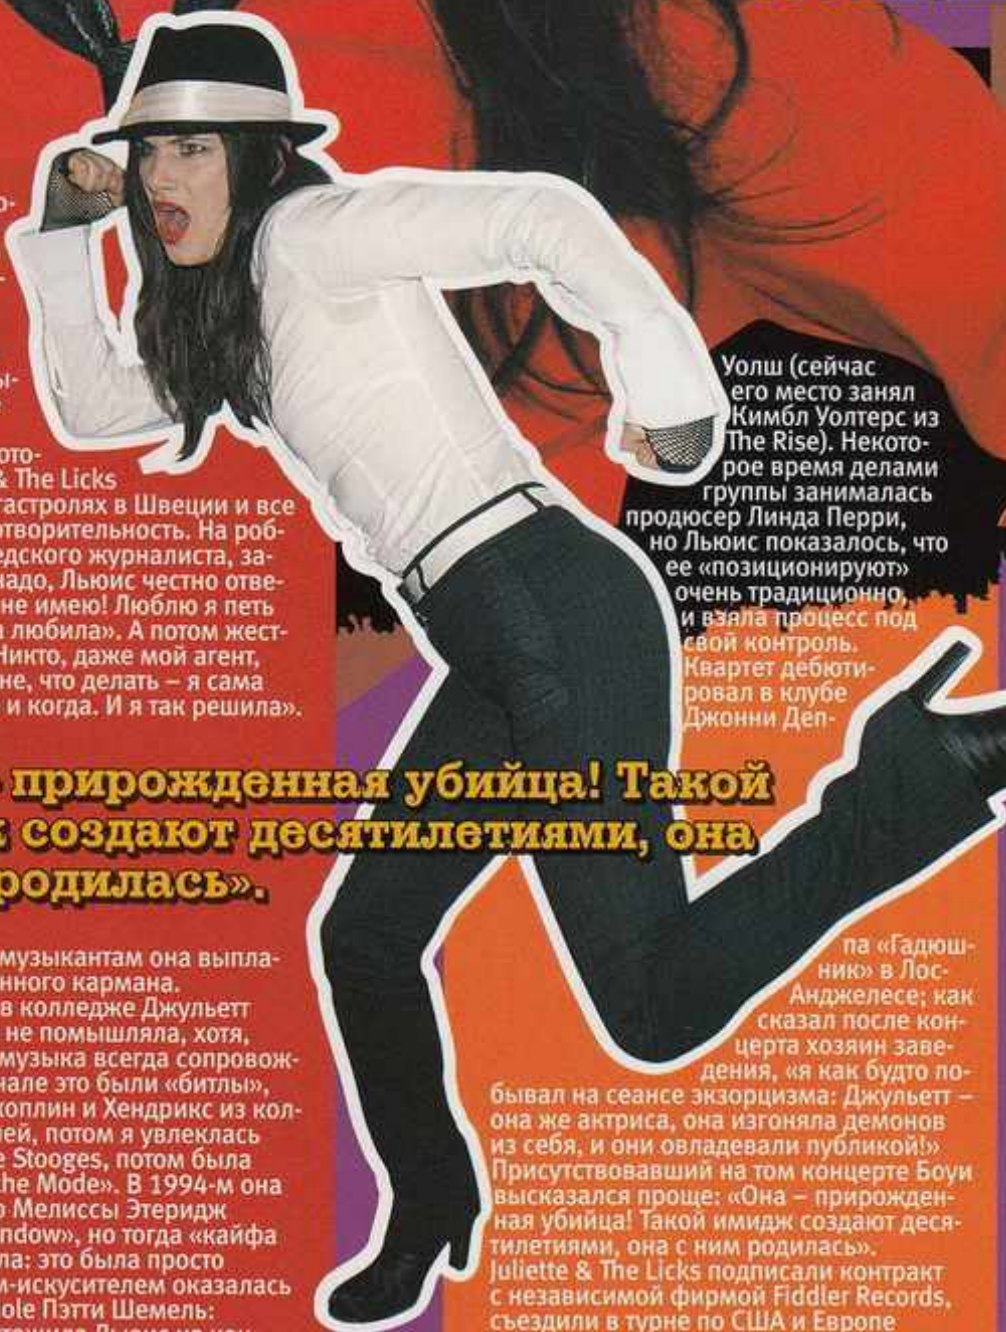 о-
-
ы-
ото-
& The Licks
гастролях в Швеции и все
отворительность. На роб-
едского журналиста, за-
надо, Льюис честно отве-
не имею! Люблю я петь
любила». А потом жест-
Никто, даже мой агент,
не, что делать – я сама
и когда. И я так решила».
Уолш (сейчас
его место занял
Кимбл Уолтерс из
The Rise). Некото-
рое время делами
группы занималась
продюсер Линда Перри,
но Льюис показалось, что
ее «позиционируют»
очень традиционно,
и взяла процесс под
свой контроль.
Квартет дебюти-
ровал в клубе
Джонни Деп-
прирожденная убийца! Такой
создают десятилетиями, она
родилась».
музыкантам она выпла-
нного кармана.
в колледже Джульетт
не помышляла, хотя,
музыка всегда сопровож-
чале это были «битлы»,
коплин и Хендрикс из кол-
ей, потом я увлеклась
e Stooges, потом была
he Mode». В 1994-м она
о Мелиссы Этеридж
ndow», но тогда «кайфа
ла: это была просто
м-искусителем оказалась
ole Пэтти Шемель:
па «Гадюш-
ник» в Лос-
Анджелесе; как
сказал после кон-
церта хозяин заве-
дения, «я как будто по-
бывал на сеансе экзорцизма: Джульетт –
она же актриса, она изгоняла демонов
из себя, и они овладевали публикой!»
Присутствовавший на том концерте Боуи
высказался проще: «Она – прирожден-
ная убийца! Такой имидж создают деся-
тилетиями, она с ним родилась».
Juliette & The Licks подписали контракт
с независимой фирмой Fiddler Records,
съездили в турне по США и Европе